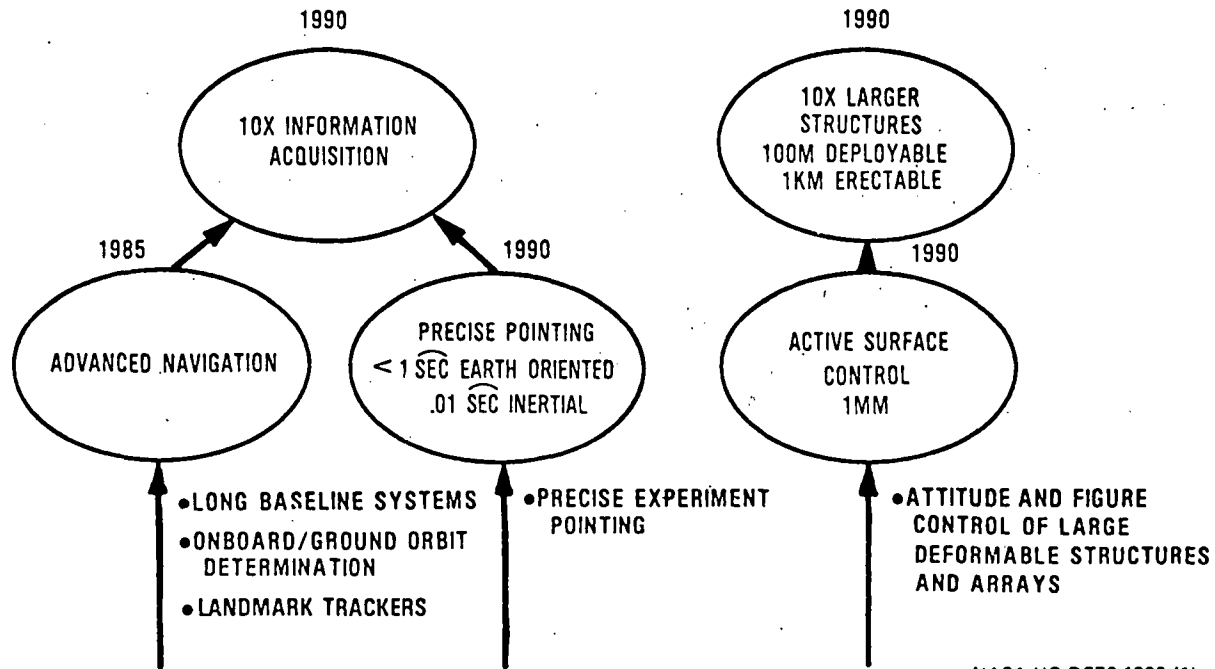 1990
10X INFORMATION
ACQUISITION
1985
ADVANCED NAVIGATION
1990
PRECISE POINTING
< 1 SEC EARTH ORIENTED
.01 SEC INERTIAL
●LONG BASELINE SYSTEMS
●ONBOARD/GROUND ORBIT
DETERMINATION
●LANDMARK TRACKERS
●PRECISE EXPERIMENT
POINTING
1990
10X LARGER
STRUCTURES
100M DEPLOYABLE
1KM ERECTABLE
1990
ACTIVE SURFACE
CONTROL
1MM
●ATTITUDE AND FIGURE
CONTROL OF LARGE
DEFORMABLE STRUCTURES
AND ARRAYS